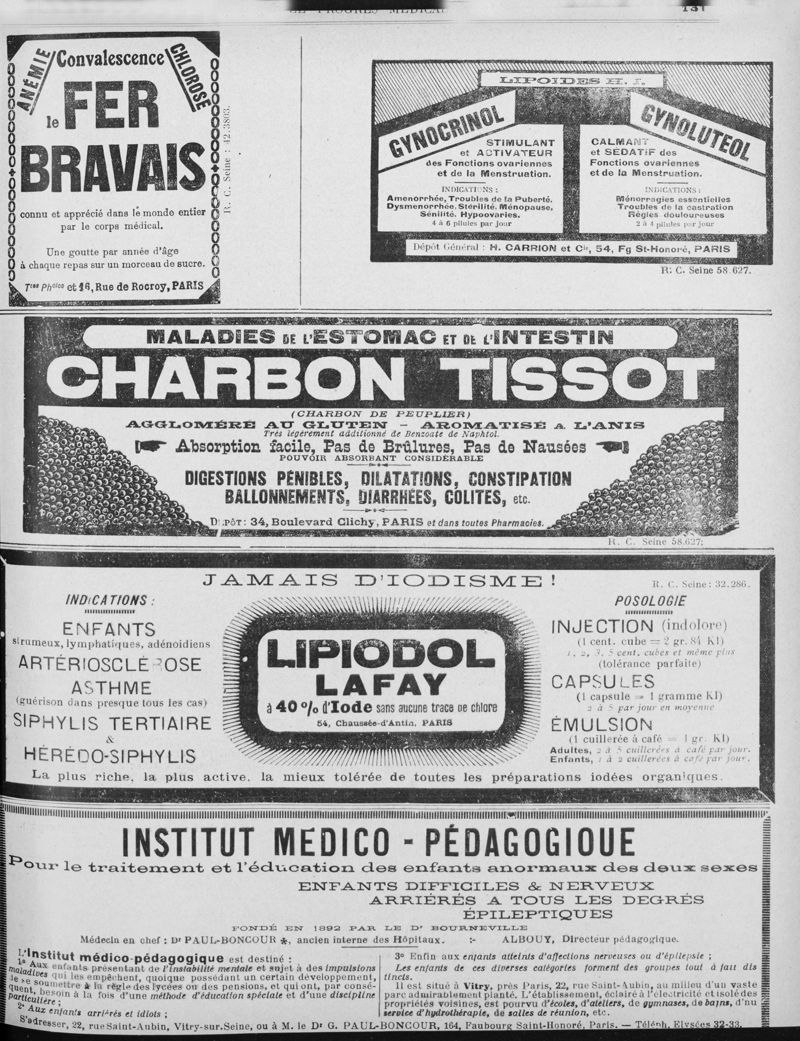 LE PROGRÈS MÉDICAL
131
ANÉMIE
Convalescence
CHLOROSE
le FER
BRAVAIS
connu et apprécié dans le monde entier
par le corps médical.
Une goutte par année d'âge
à chaque repas sur un morceau de sucre.
Ttes Phcies et 16, Rue de Rocroy, PARIS
R. C. Seine : 42.3803.
LIPOIDES H. I.
GYNOCRINOL
STIMULANT
et ACTIVATEUR
des Fonctions ovariennes
et de la Menstruation.
INDICATIONS :
Amenorrhée, Troubles de la Puberté.
Dysmenorrhée, Stérilité, Ménopause,
Sénilité, Hypoovaries.
4 à 6 pilules par jour
GYNOLUTEOL
CALMANT
et SÉDATIF des
Fonctions ovariennes
et de la Menstruation.
INDICATIONS :
Ménorragies essentielles
Troubles de la castration
Règles douloureuses
2 à 4 pilules par jour
Dépôt Général : H. CARRION et Cie, 54, Fg St-Honoré, PARIS
R. C. Seine 58.627.
MALADIES DE L'ESTOMAC ET DE L'INTESTIN
CHARBON TISSOT
(CHARBON DE PEUPLIER)
AGGLOMÉRÉ AU GLUTEN - AROMATISÉ A L'ANIS
Très légèrement additionné de Benzoate de Naphtol.
Absorption facile, Pas de Brûlures, Pas de Nausées
POUVOIR ABSORBANT CONSIDÉRABLE
DIGESTIONS PÉNIBLES, DILATATIONS, CONSTIPATION
BALLONNEMENTS, DIARRHÉES, COLITES, etc.
DÉPÔT: 34, Boulevard Clichy, PARIS et dans toutes Pharmacies.
R. C. Seine 58.627;
JAMAIS D'IODISME !
R. C. Seine : 32.286.
INDICATIONS :
ENFANTS
strumeux, lymphatiques, adénoidiens
ARTÉRIOSCLÉROSE
ASTHME
(guérison dans presque tous les cas)
SIPHYLIS TERTIAIRE
&
HÉRÉDO-SIPHYLIS
LIPIODOL
LAFAY
à 40 % d'Iode sans aucune trace de chlore
54, Chaussée-d'Antin, PARIS
POSOLOGIE
INJECTION (indolore)
(1 cent. cube = 2 gr. 84 KI)
1, 2, 3, 5 cent. cubes et même plus
(tolérance parfaite)
CAPSULES
(1 capsule = 1 gramme KI)
2 à 5 par jour en moyenne
ÉMULSION
(1 cuillerée à café = 1 gr. KI)
Adultes, 2 à 5 cuillerées à café par jour.
Enfants, 1 à 2 cuillerées à café par jour.
La plus riche, la plus active, la mieux tolérée de toutes les préparations iodées organiques.
INSTITUT MEDICO - PÉDAGOGIQUE
Pour le traitement et l'éducation des enfants anormaux des deux sexes
ENFANTS DIFFICILES & NERVEUX
ARRIÉRÉS A TOUS LES DEGRÉS
ÉPILEPTIQUES
FONDÉ EN 1892 PAR LE Dr BOURNEVILLE
Médecin en chef : Dr PAUL-BONCOUR *, ancien interne des Hôpitaux. :- ALBOUY, Directeur pédagogique.
L'Institut médico-pédagogique est destiné :
1° Aux enfants présentant de l'instabilité mentale et sujet à des impulsions
maladives qui les empêchent, quoique possédant un certain développement,
de se soumettre à la règle des lycées ou des pensions, et qui ont, par consé-
quent, besoin à la fois d'une méthode d'éducation spéciale et d'une discipline
particulière ;
2° Aux enfants arriérés et idiots ;
3° Enfin aux enfants atteints d'affections nerveuses ou d'épilepsie ;
Les enfants de ces diverses catégories forment des groupes tout à fait dis
tincts.
Il est situé à Vitry, près Paris, 22, rue Saint-Aubin, au milieu d'un vaste
parc admirablement planté. L'établissement, éclairé à l'électricité et isolé des
propriétés voisines, est pourvu d'écoles, d'ateliers, de gymnases, de bains, d'nu
service d'hydrothérapie, de salles de réunion, etc.
S'adresser, 22, rue Saint-Aubin, Vitry-sur-Seine, ou à M. le Dr G. PAUL-BONCOUR, 164, Faubourg Saint-Honoré, Paris. — Téléph. Elysées 32-33.